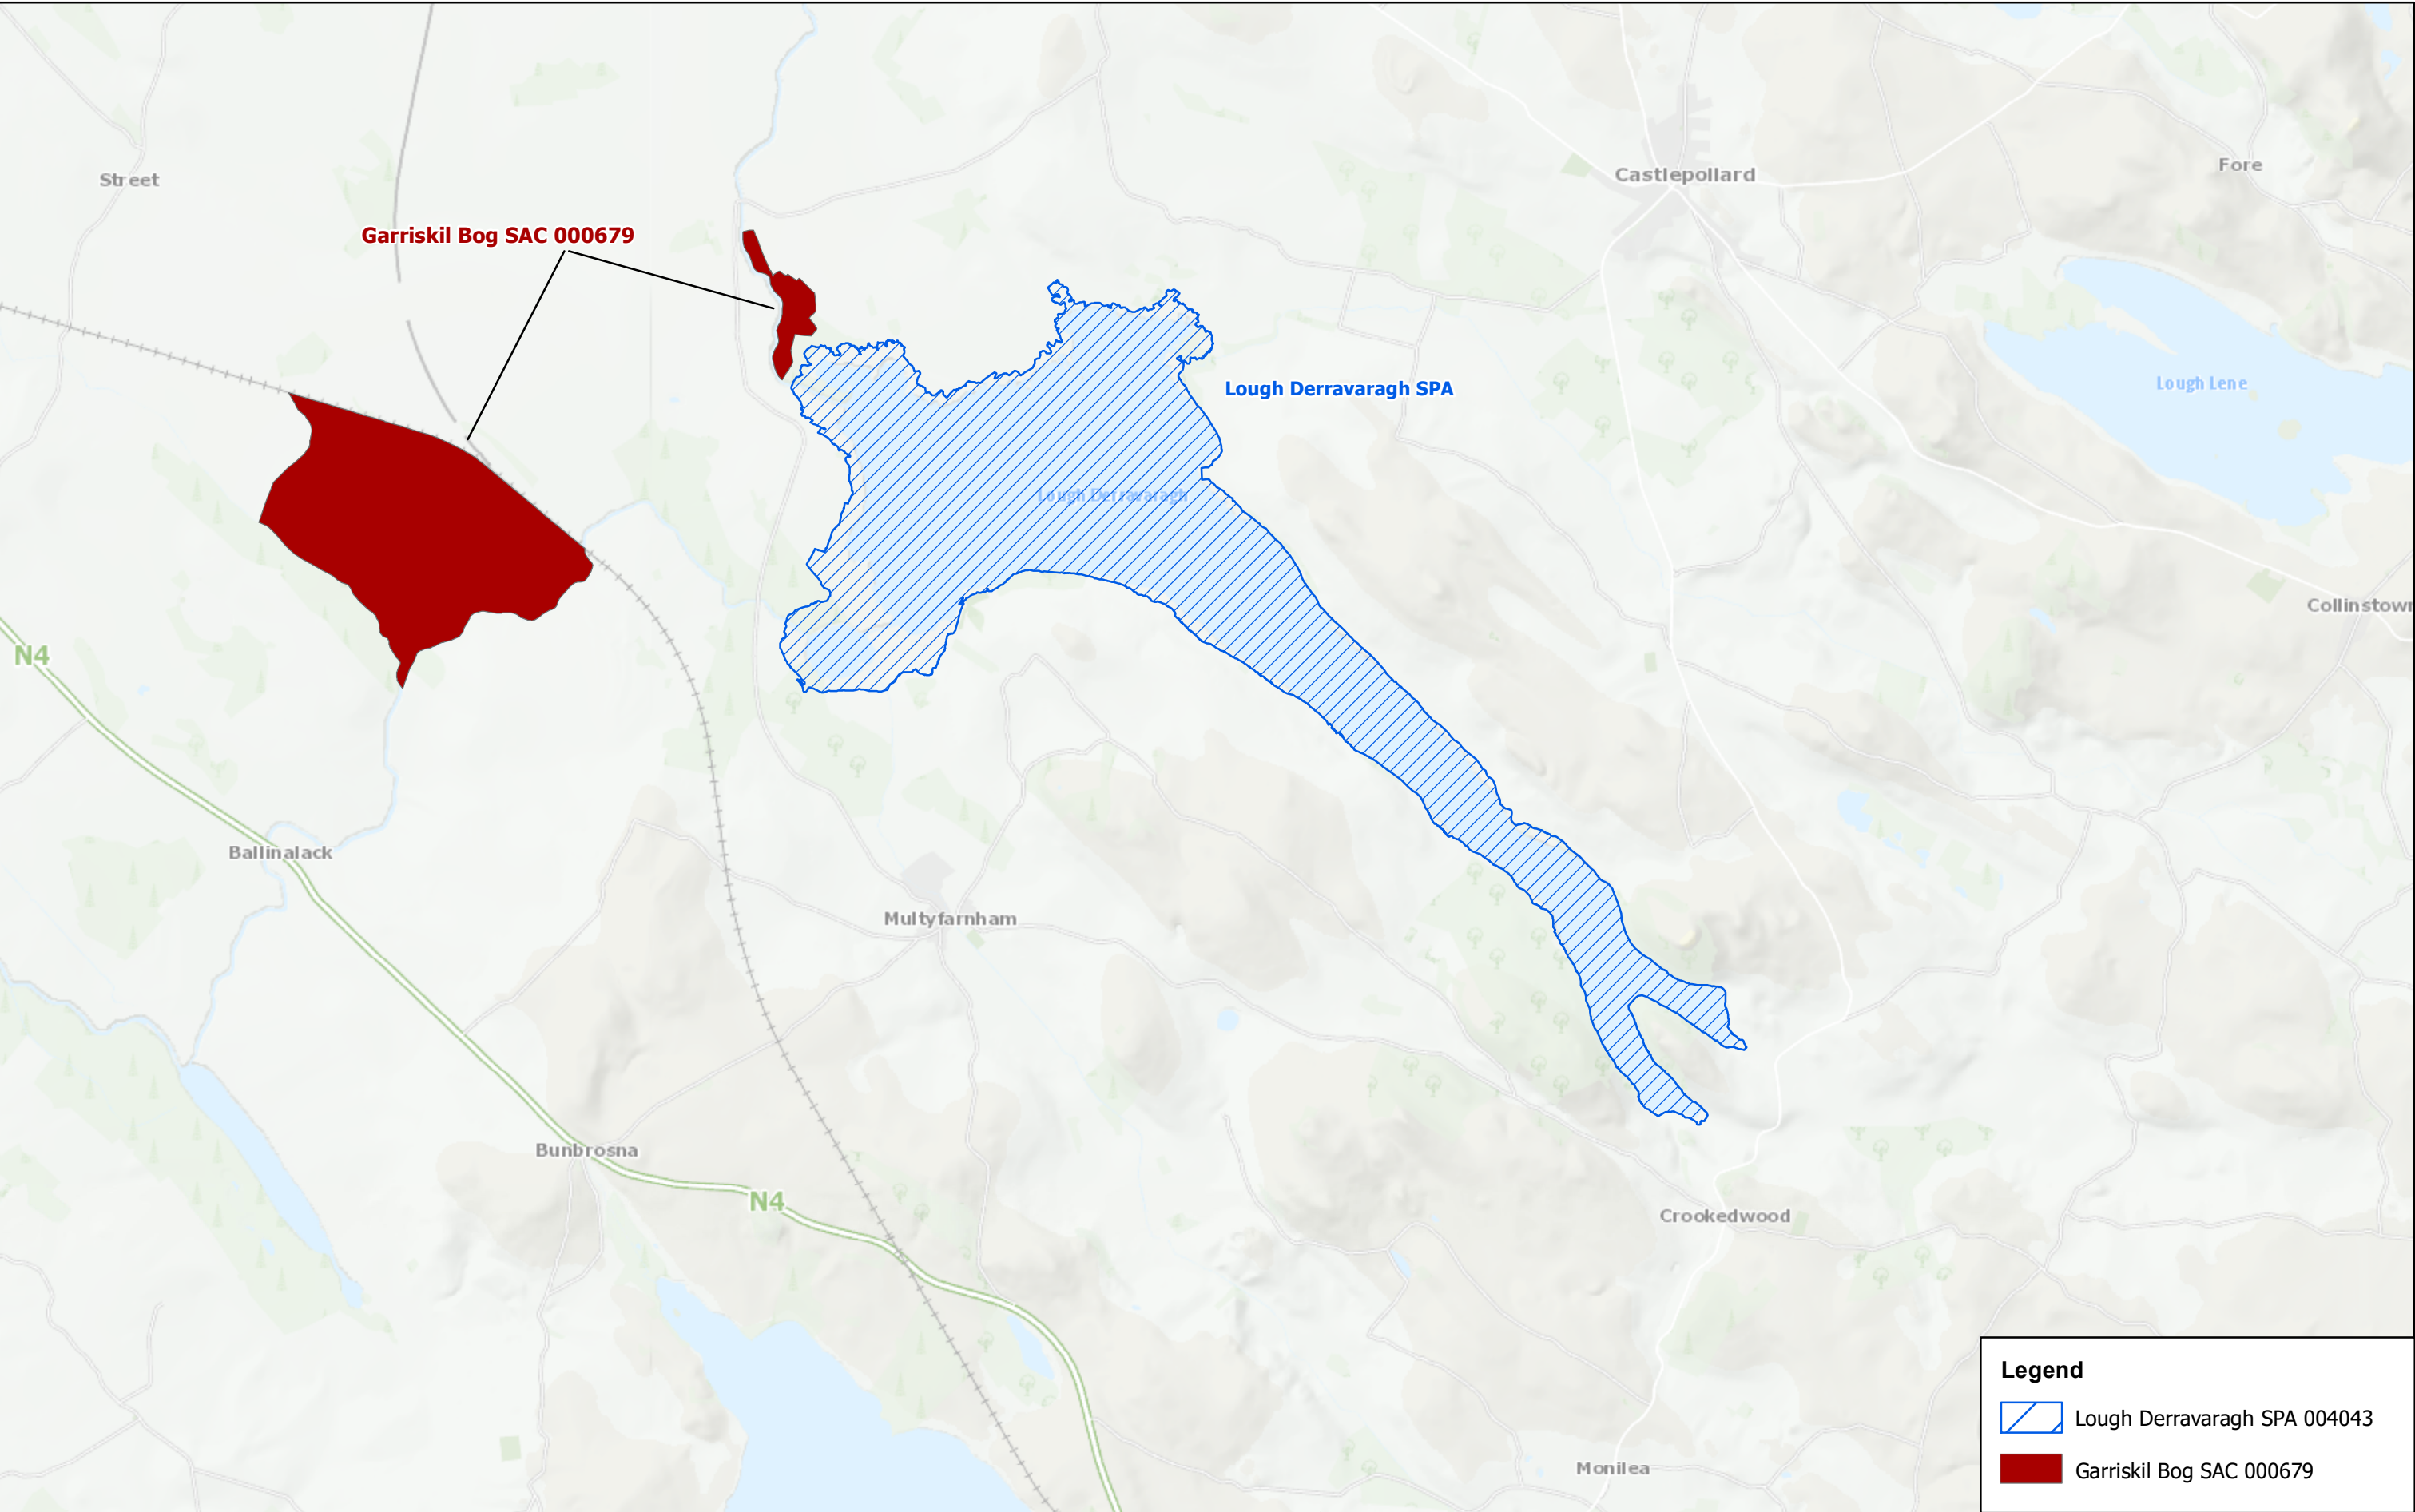 Fore
Castlepollard
Street
Garriskil Bog SAC 000679
Lough Lene
Lough Derravaragh SPA
Lough Derravaragh
Collinstown
N4
Ballinalack
Multyfarnham
Bunbrosna
N4
Crookedwood
Monilea
Legend
Lough Derravaragh SPA 004043
Garriskil Bog SAC 000679